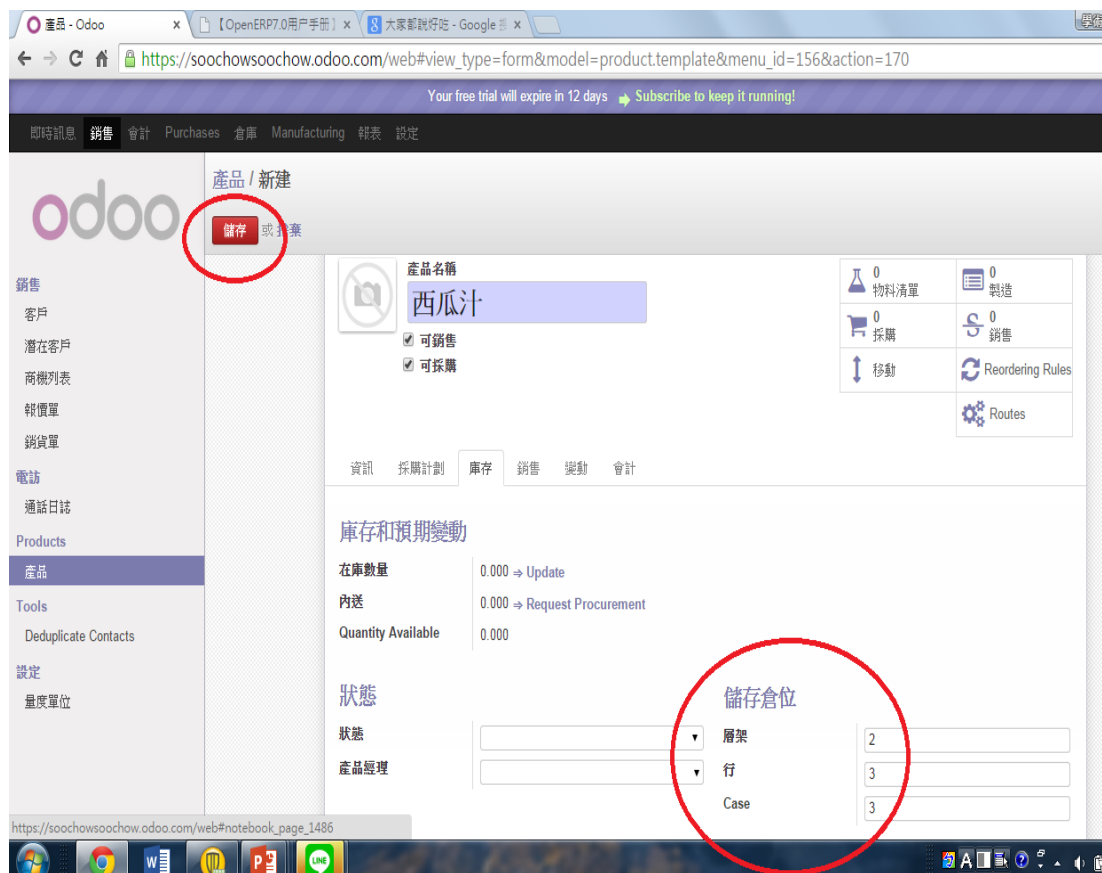 產品 - Odoo
【OpenERP7.0用戶手冊】
大家都說好吃 - Google
https://soochowsoochow.odoo.com/web#view_type=form&model=product.template&menu_id=156&action=170
Your free trial will expire in 12 days Subscribe to keep it running!
即時訊息 銷售 會計 Purchases 倉庫 Manufacturing 報表 設定
odoo
產品 / 新建
儲存 或 捨棄
銷售
客戶
潛在客戶
商機列表
報價單
銷貨單
電訪
通話日誌
Products
產品
Tools
Deduplicate Contacts
設定
量度單位
產品名稱
西瓜汁
可銷售
可採購
0 物料清單
0 製造
0 採購
0 銷售
移動
Reordering Rules
Routes
資訊 採購計劃 庫存 銷售 變動 會計
庫存和預期變動
在庫數量 0.000 ⇒ Update
內送 0.000 ⇒ Request Procurement
Quantity Available 0.000
狀態
狀態
產品經理
儲存倉位
層架 2
行 3
Case 3
https://soochowsoochow.odoo.com/web#notebook_page_1486